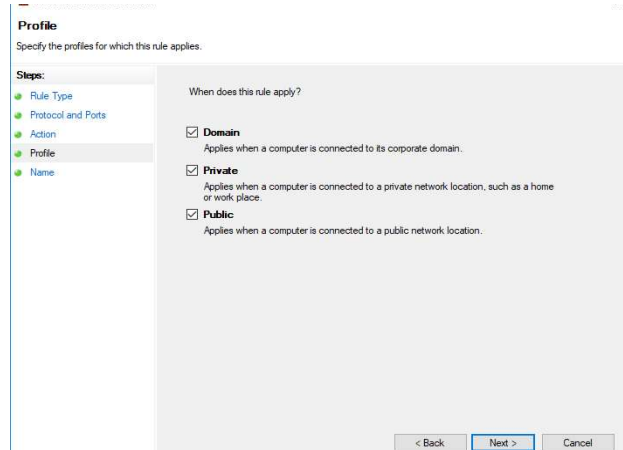 Profile
Specify the profiles for which this rule applies.
Steps:
Rule Type
Protocol and Ports
Action
Profile
Name
When does this rule apply?
Domain
Applies when a computer is connected to its corporate domain.
Private
Applies when a computer is connected to a private network location, such as a home
or work place.
Public
Applies when a computer is connected to a public network location.
< Back
Next >
Cancel